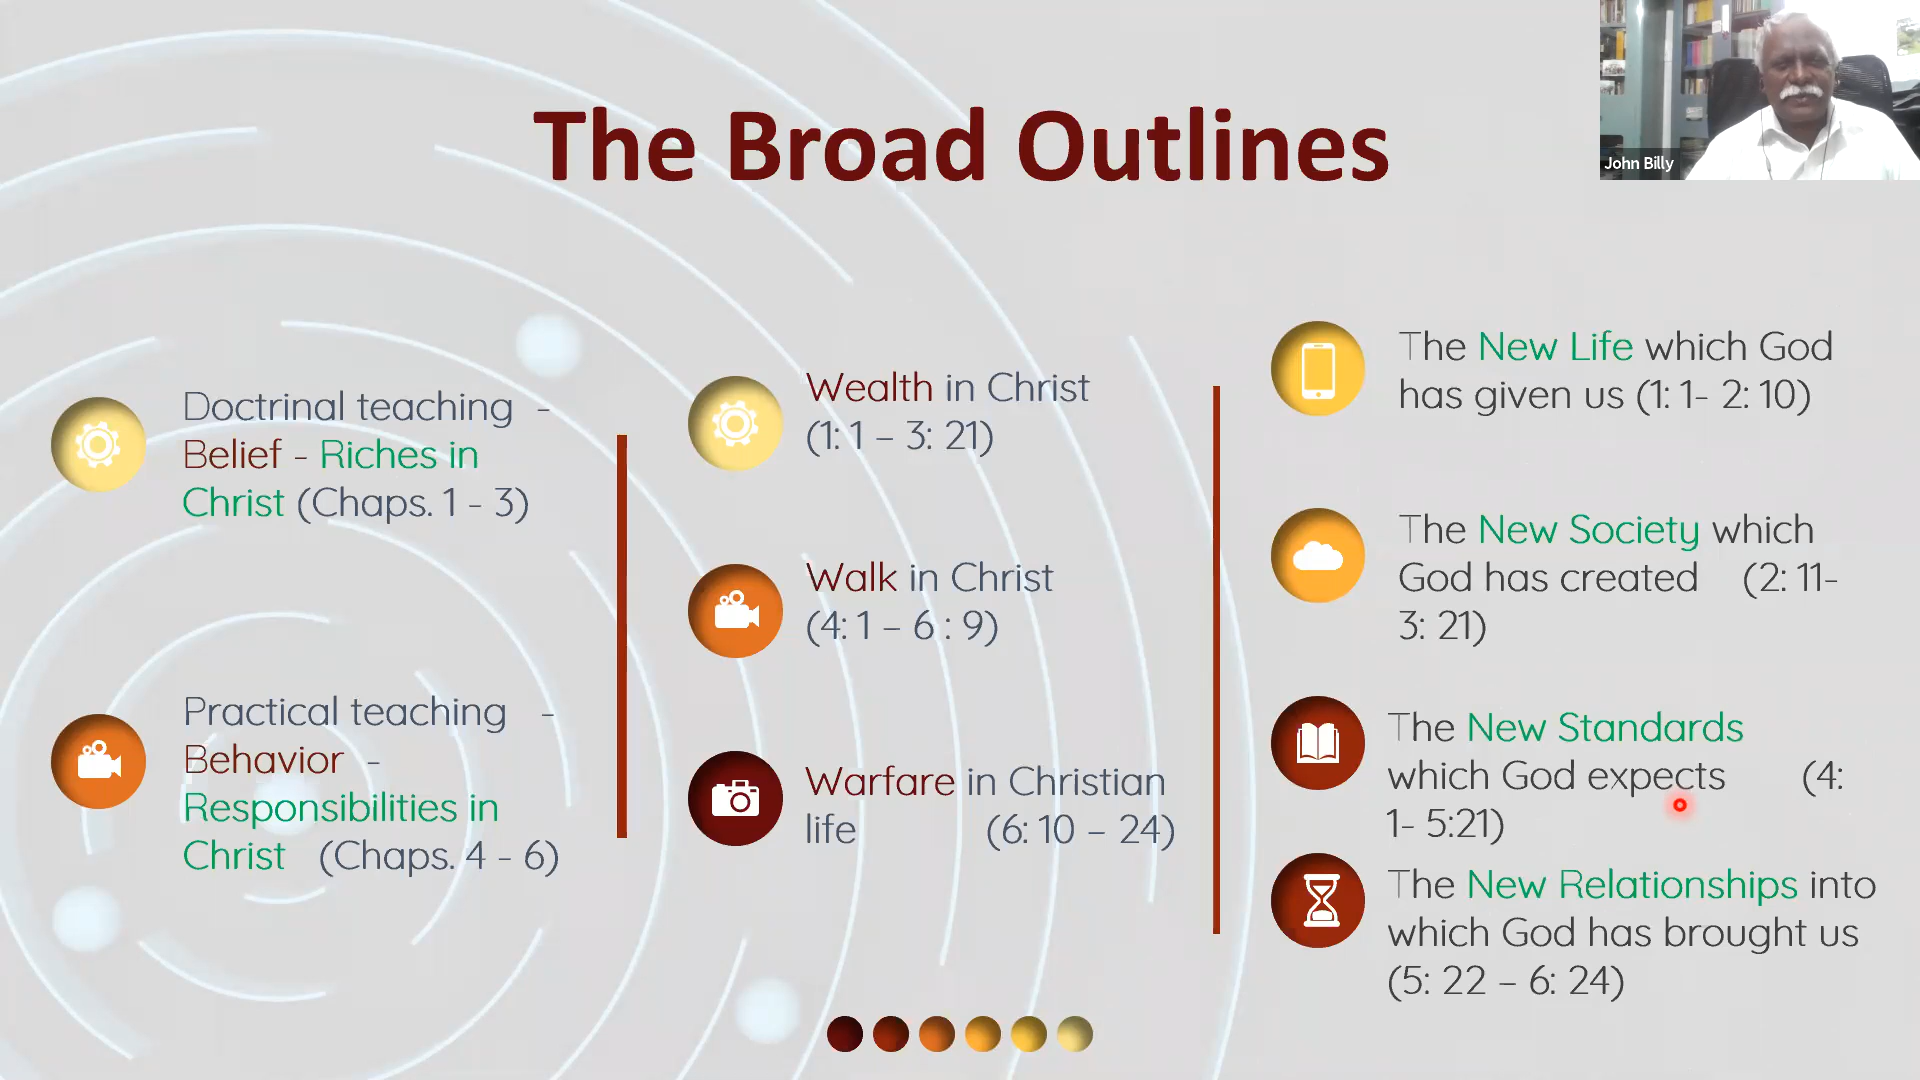 The Broad Outlines
John Billy
Doctrinal teaching -
Belief - Riches in
Christ (Chaps. 1 - 3)
Practical teaching -
Behavior -
Responsibilities in
Christ (Chaps. 4 - 6)
Wealth in Christ
(1: 1 – 3: 21)
Walk in Christ
(4: 1 – 6 : 9)
Warfare in Christian
life (6: 10 – 24)
The New Life which God
has given us (1: 1- 2: 10)
The New Society which
God has created (2: 11-
3: 21)
The New Standards
which God expects (4:
1- 5:21)
The New Relationships into
which God has brought us
(5: 22 – 6: 24)